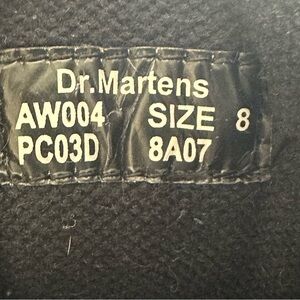 Dr.Martens
AW004 SIZE 8
PC03D 8A07